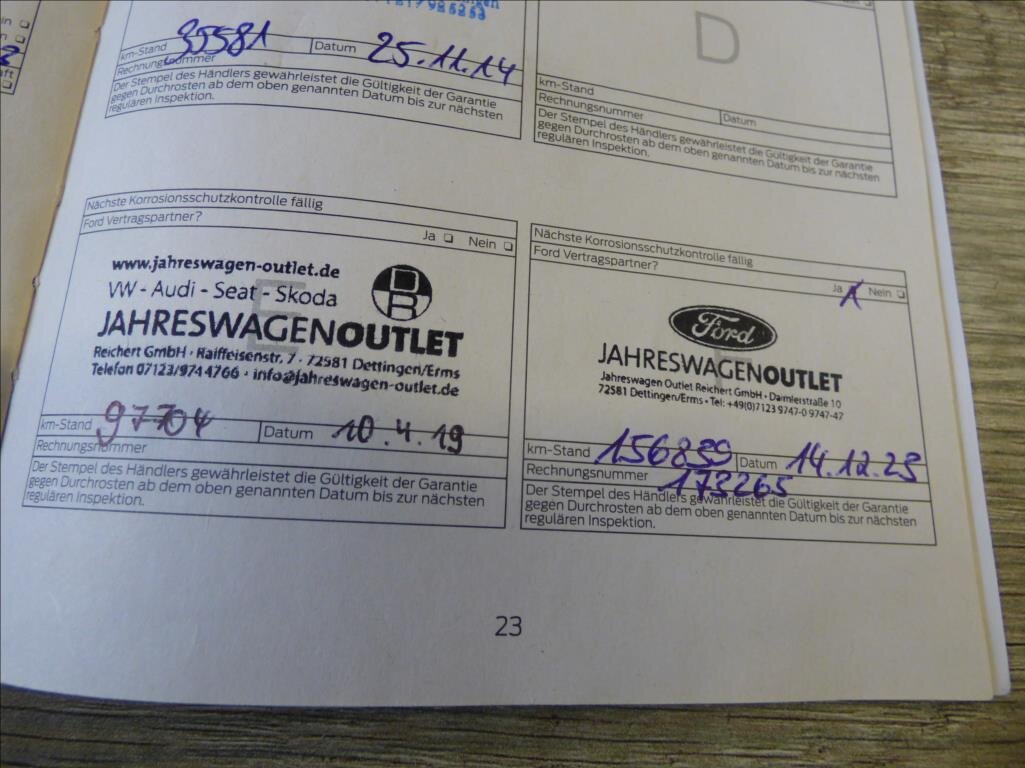 35581
25.11.14
km-Stand
Datum
Rechnungsnummer
Der Stempel des Händlers gewährleistet die Gültigkeit der Garantie
gegen Durchrosten ab dem oben genannten Datum bis zur nächsten
regulären Inspektion.
D
km-Stand
Rechnungsnummer
Datum
Der Stempel des Händlers gewährleistet die Gültigkeit der Garantie
gegen Durchrosten ab dem oben genannten Datum bis zur nächsten
regulären Inspektion.
Nächste Korrosionsschutzkontrolle fällig
Ford Vertragspartner?
Ja Nein
www.jahreswagen-outlet.de
VW - Audi - Seat - Skoda
E
JAHRESWAGENOUTLET
Reichert GmbH · Raiffeisenstr. 7 · 72581 Dettingen/Erms
Telefon 07123/9744766 · info@jahreswagen-outlet.de
km-Stand 97704 Datum 10.4.19
Rechnungsnummer
Der Stempel des Händlers gewährleistet die Gültigkeit der Garantie
gegen Durchrosten ab dem oben genannten Datum bis zur nächsten
regulären Inspektion.
Nächste Korrosionsschutzkontrolle fällig
Ford Vertragspartner?
Ja X Nein
Ford
F
JAHRESWAGENOUTLET
Jahreswagen Outlet Reichert GmbH · Daimlerstraße 10
72581 Dettingen/Erms · Tel: +49(0)7123 9747-0 9747-47
km-Stand 156839 Datum 14.12.23
Rechnungsnummer 173265
Der Stempel des Händlers gewährleistet die Gültigkeit der Garantie
gegen Durchrosten ab dem oben genannten Datum bis zur nächsten
regulären Inspektion.
23